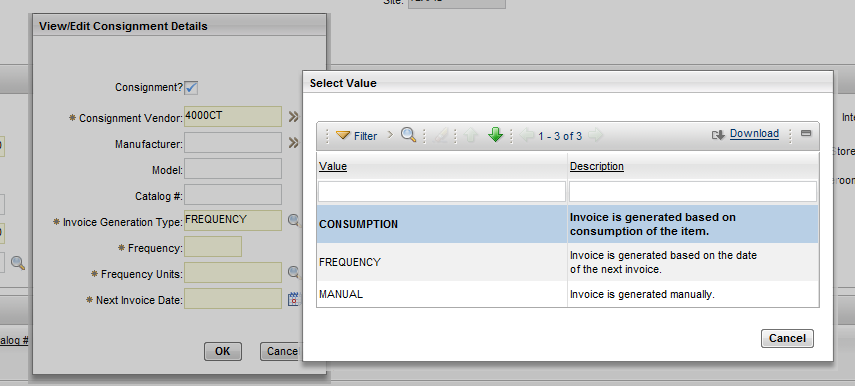 Site:
View/Edit Consignment Details
Consignment?
Consignment Vendor: 4000CT
Manufacturer:
Model:
Catalog #:
Invoice Generation Type: FREQUENCY
Frequency:
Frequency Units:
Next Invoice Date:
OK
Cancel
Select Value
Filter 1 - 3 of 3 Download
Value Description
CONSUMPTION Invoice is generated based on
consumption of the item.
FREQUENCY Invoice is generated based on the date
of the next invoice.
MANUAL Invoice is generated manually.
Cancel
alog #
Inte
Store
room